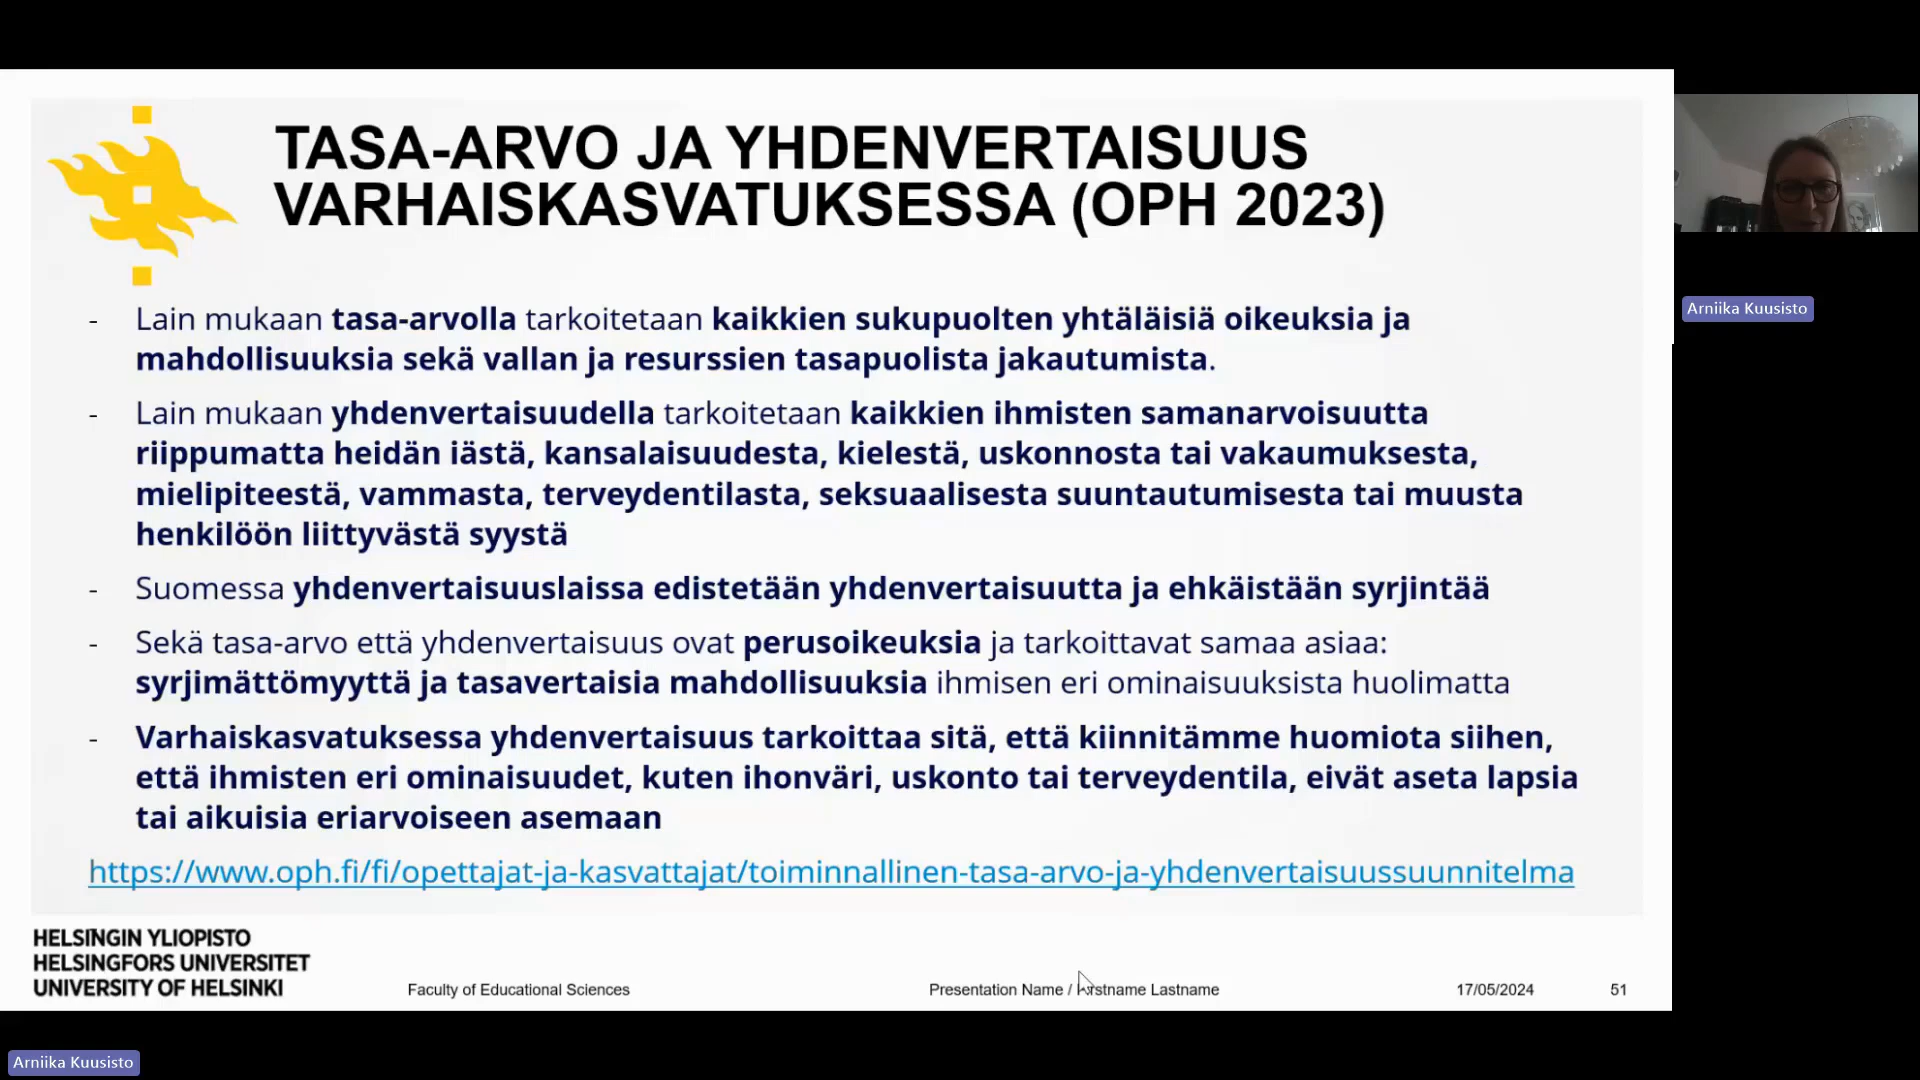 TASA-ARVO JA YHDENVERTAISUUS
VARHAISKASVATUKSESSA (OPH 2023)
- Lain mukaan tasa-arvolla tarkoitetaan kaikkien sukupuolten yhtäläisiä oikeuksia ja
mahdollisuuksia sekä vallan ja resurssien tasapuolista jakautumista.
- Lain mukaan yhdenvertaisuudella tarkoitetaan kaikkien ihmisten samanarvoisuutta
riippumatta heidän iästä, kansalaisuudesta, kielestä, uskonnosta tai vakaumuksesta,
mielipiteestä, vammasta, terveydentilasta, seksuaalisesta suuntautumisesta tai muusta
henkilöön liittyvästä syystä
- Suomessa yhdenvertaisuuslaissa edistetään yhdenvertaisuutta ja ehkäistään syrjintää
- Sekä tasa-arvo että yhdenvertaisuus ovat perusoikeuksia ja tarkoittavat samaa asiaa:
syrjimättömyyttä ja tasavertaisia mahdollisuuksia ihmisen eri ominaisuuksista huolimatta
- Varhaiskasvatuksessa yhdenvertaisuus tarkoittaa sitä, että kiinnitämme huomiota siihen,
että ihmisten eri ominaisuudet, kuten ihonväri, uskonto tai terveydentila, eivät aseta lapsia
tai aikuisia eriarvoiseen asemaan
https://www.oph.fi/fi/opettajat-ja-kasvattajat/toiminnallinen-tasa-arvo-ja-yhdenvertaisuussuunnitelma
HELSINGIN YLIOPISTO
HELSINGFORS UNIVERSITET
UNIVERSITY OF HELSINKI
Faculty of Educational Sciences
Presentation Name / Firstname Lastname
17/05/2024
51
Arniika Kuusisto
Arniika Kuusisto